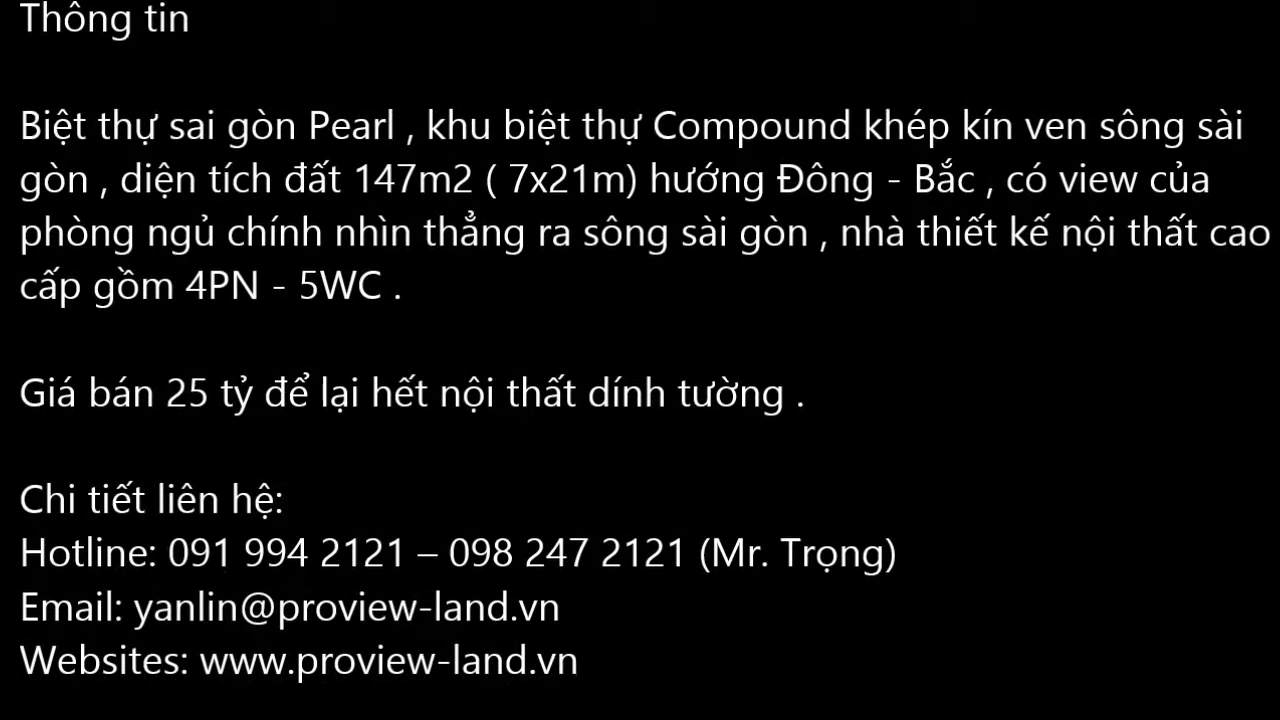 Thông tin
Biệt thự sai gòn Pearl , khu biệt thự Compound khép kín ven sông sài
gòn , diện tích đất 147m2 ( 7x21m) hướng Đông - Bắc , có view của
phòng ngủ chính nhìn thẳng ra sông sài gòn , nhà thiết kế nội thất cao
cấp gồm 4PN - 5WC .
Giá bán 25 tỷ để lại hết nội thất dính tường .
Chi tiết liên hệ:
Hotline: 091 994 2121 – 098 247 2121 (Mr. Trọng)
Email: yanlin@proview-land.vn
Websites: www.proview-land.vn